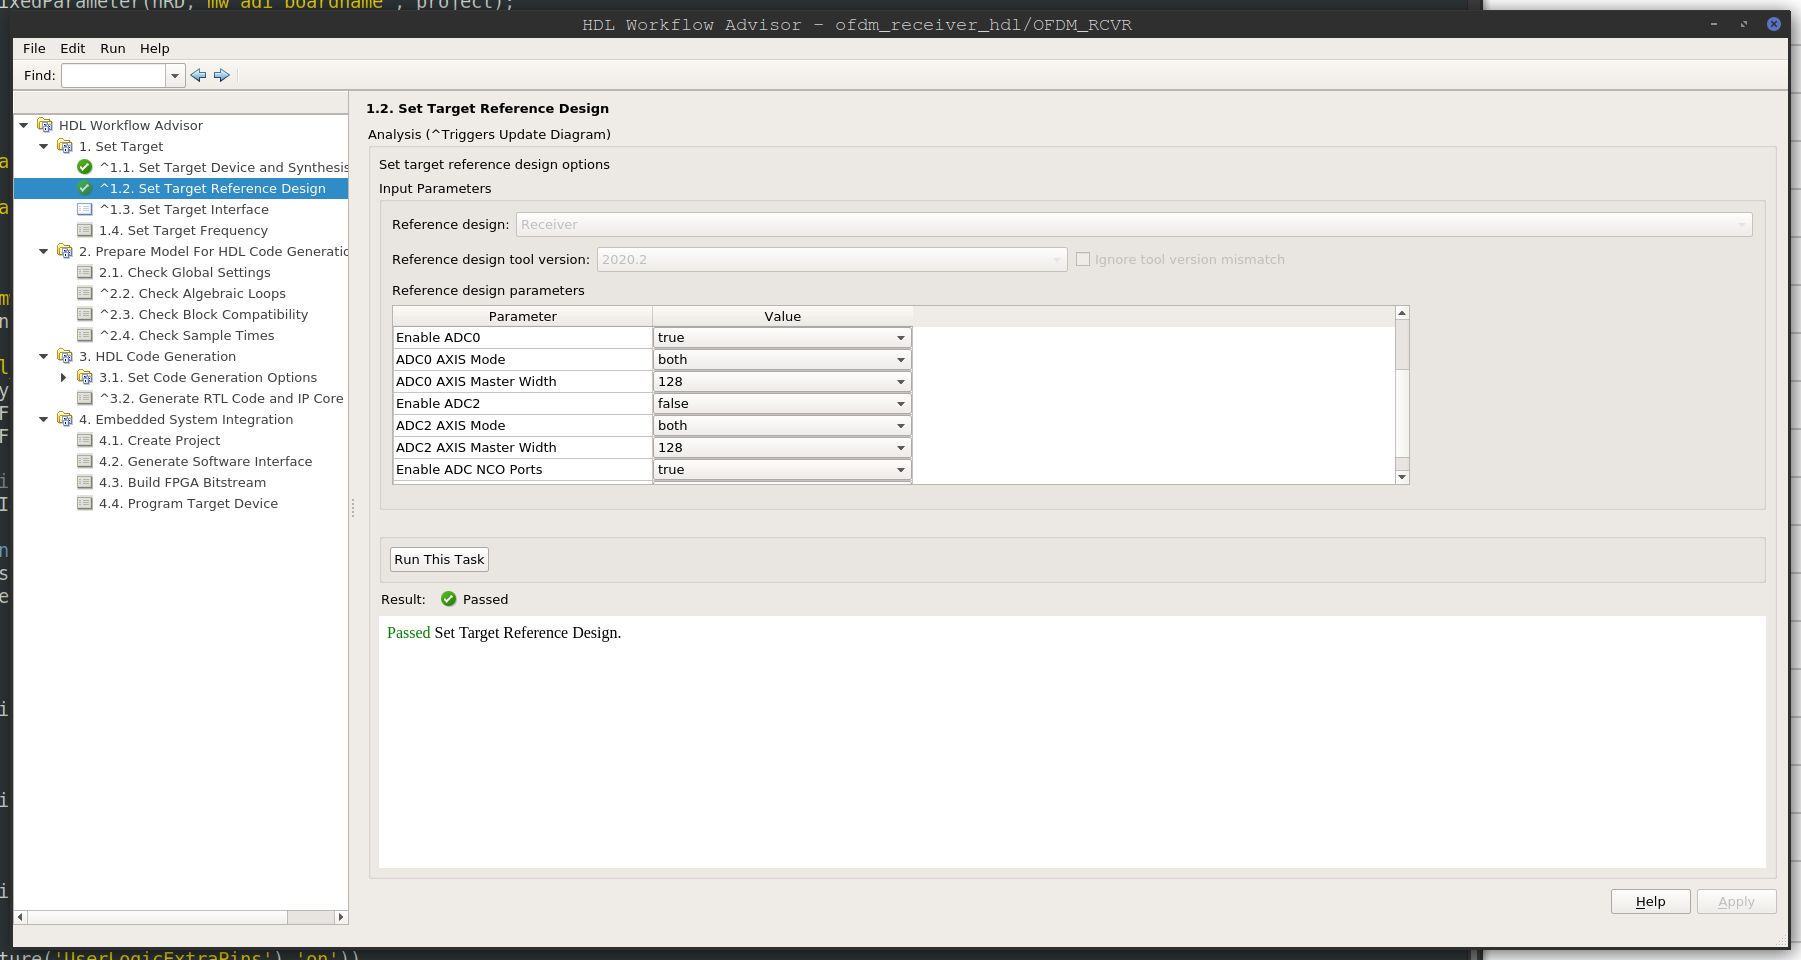 ixedParameter(hRD,'mw_adi_boardname', project);
HDL Workflow Advisor - ofdm_receiver_hdl/OFDM_RCVR
File Edit Run Help
Find:
HDL Workflow Advisor
1. Set Target
^1.1. Set Target Device and Synthesis
^1.2. Set Target Reference Design
^1.3. Set Target Interface
1.4. Set Target Frequency
2. Prepare Model For HDL Code Generatio
2.1. Check Global Settings
^2.2. Check Algebraic Loops
^2.3. Check Block Compatibility
^2.4. Check Sample Times
3. HDL Code Generation
3.1. Set Code Generation Options
^3.2. Generate RTL Code and IP Core
4. Embedded System Integration
4.1. Create Project
4.2. Generate Software Interface
4.3. Build FPGA Bitstream
4.4. Program Target Device
1.2. Set Target Reference Design
Analysis (^Triggers Update Diagram)
Set target reference design options
Input Parameters
Reference design: Receiver
Reference design tool version: 2020.2 Ignore tool version mismatch
Reference design parameters
Parameter Value
Enable ADC0 true
ADC0 AXIS Mode both
ADC0 AXIS Master Width 128
Enable ADC2 false
ADC2 AXIS Mode both
ADC2 AXIS Master Width 128
Enable ADC NCO Ports true
Run This Task
Result: Passed
Passed Set Target Reference Design.
Help Apply
ture('UserLogicExtraPins'),'on'))